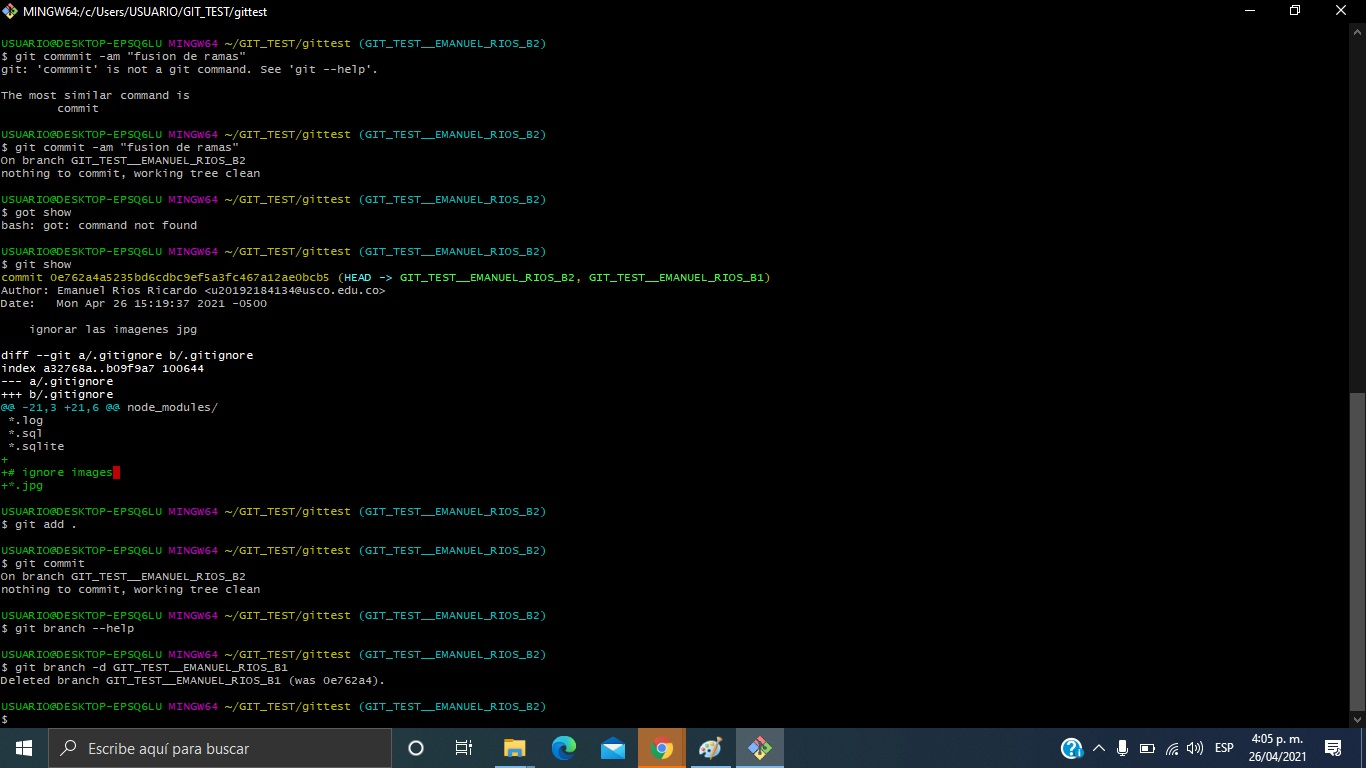 MINGW64:/c/Users/USUARIO/GIT_TEST/gittest
USUARIO@DESKTOP-EPSQ6LU MINGW64 ~/GIT_TEST/gittest (GIT_TEST__EMANUEL_RIOS_B2)
$ git commmit -am "fusion de ramas"
git: 'commmit' is not a git command. See 'git --help'.
The most similar command is
commit
USUARIO@DESKTOP-EPSQ6LU MINGW64 ~/GIT_TEST/gittest (GIT_TEST__EMANUEL_RIOS_B2)
$ git commit -am "fusion de ramas"
On branch GIT_TEST__EMANUEL_RIOS_B2
nothing to commit, working tree clean
USUARIO@DESKTOP-EPSQ6LU MINGW64 ~/GIT_TEST/gittest (GIT_TEST__EMANUEL_RIOS_B2)
$ got show
bash: got: command not found
USUARIO@DESKTOP-EPSQ6LU MINGW64 ~/GIT_TEST/gittest (GIT_TEST__EMANUEL_RIOS_B2)
$ git show
commit 0e762a4a5235bd6cdbc9ef5a3fc467a12ae0bcb5 (HEAD -> GIT_TEST__EMANUEL_RIOS_B2, GIT_TEST__EMANUEL_RIOS_B1)
Author: Emanuel Rios Ricardo <u20192184134@usco.edu.co>
Date:   Mon Apr 26 15:19:37 2021 -0500
ignorar las imagenes jpg
diff --git a/.gitignore b/.gitignore
index a32768a..b09f9a7 100644
--- a/.gitignore
+++ b/.gitignore
@@ -21,3 +21,6 @@ node_modules/
*.log
*.sql
*.sqlite
+
+# ignore images
+*.jpg
USUARIO@DESKTOP-EPSQ6LU MINGW64 ~/GIT_TEST/gittest (GIT_TEST__EMANUEL_RIOS_B2)
$ git add .
USUARIO@DESKTOP-EPSQ6LU MINGW64 ~/GIT_TEST/gittest (GIT_TEST__EMANUEL_RIOS_B2)
$ git commit
On branch GIT_TEST__EMANUEL_RIOS_B2
nothing to commit, working tree clean
USUARIO@DESKTOP-EPSQ6LU MINGW64 ~/GIT_TEST/gittest (GIT_TEST__EMANUEL_RIOS_B2)
$ git branch --help
USUARIO@DESKTOP-EPSQ6LU MINGW64 ~/GIT_TEST/gittest (GIT_TEST__EMANUEL_RIOS_B2)
$ git branch -d GIT_TEST__EMANUEL_RIOS_B1
Deleted branch GIT_TEST__EMANUEL_RIOS_B1 (was 0e762a4).
USUARIO@DESKTOP-EPSQ6LU MINGW64 ~/GIT_TEST/gittest (GIT_TEST__EMANUEL_RIOS_B2)
$
Escribe aquí para buscar
ESP
4:05 p. m.
26/04/2021